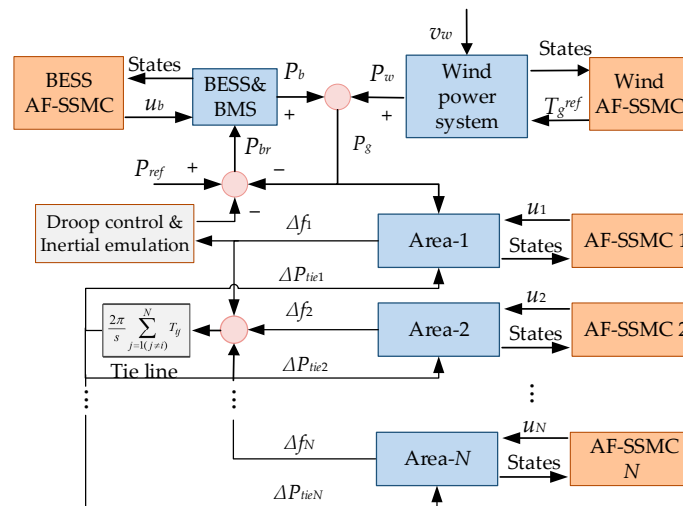 v_w
States
States
BESS
AF-SSMC
BESS&
BMS
P_b
P_w
Wind
power
system
Wind
AF-SSMC
u_b
+
+
T_g^ref
P_br
P_g
P_ref
+
−
−
Droop control &
Inertial emulation
Δf_1
Area-1
u_1
States
AF-SSMC 1
ΔP_tie1
2π/s ∑_{j=1(j≠i)}^{N} T_ij
Tie line
Δf_2
Area-2
u_2
States
AF-SSMC 2
ΔP_tie2
⋮
⋮
⋮
Δf_N
Area-N
u_N
States
AF-SSMC
N
ΔP_tieN